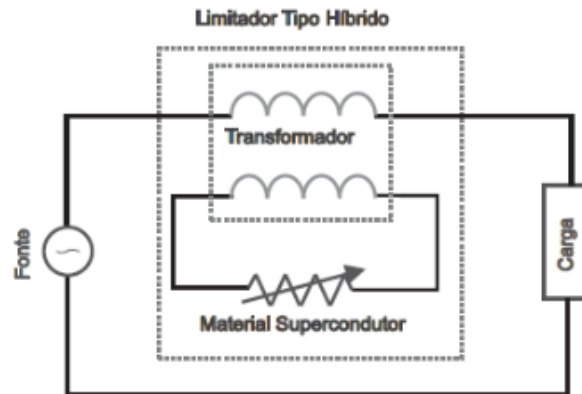 Limitador Tipo Híbrido
Transformador
Fonte
Carga
Material Supercondutor